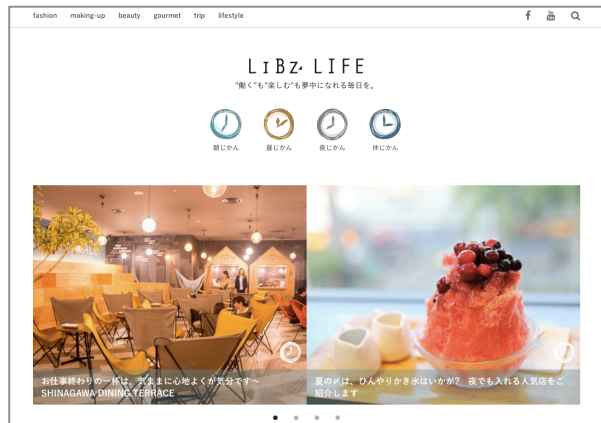 fashion making-up beauty gourmet trip lifestyle
LIBz LIFE
"働く"も"楽しむ"も夢中になれる毎日を。
朝じかん 昼じかん 夜じかん 休じかん
お仕事終わりの一杯は、気ままに心地よくが気分です〜
SHINAGAWA DINING TERRACE
夏の〆は、ひんやりかき氷はいかが? 夜でも入れる人気店をご
紹介します